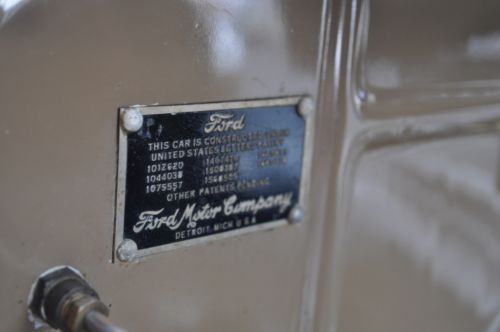 Ford
THIS CAR IS CONSTRUCTED UNDER
UNITED STATES LETTERS PATENT
1012620
1044038
1075557
OTHER PATENTS PENDING
Ford Motor Company
DETROIT, MICH. U.S.A.